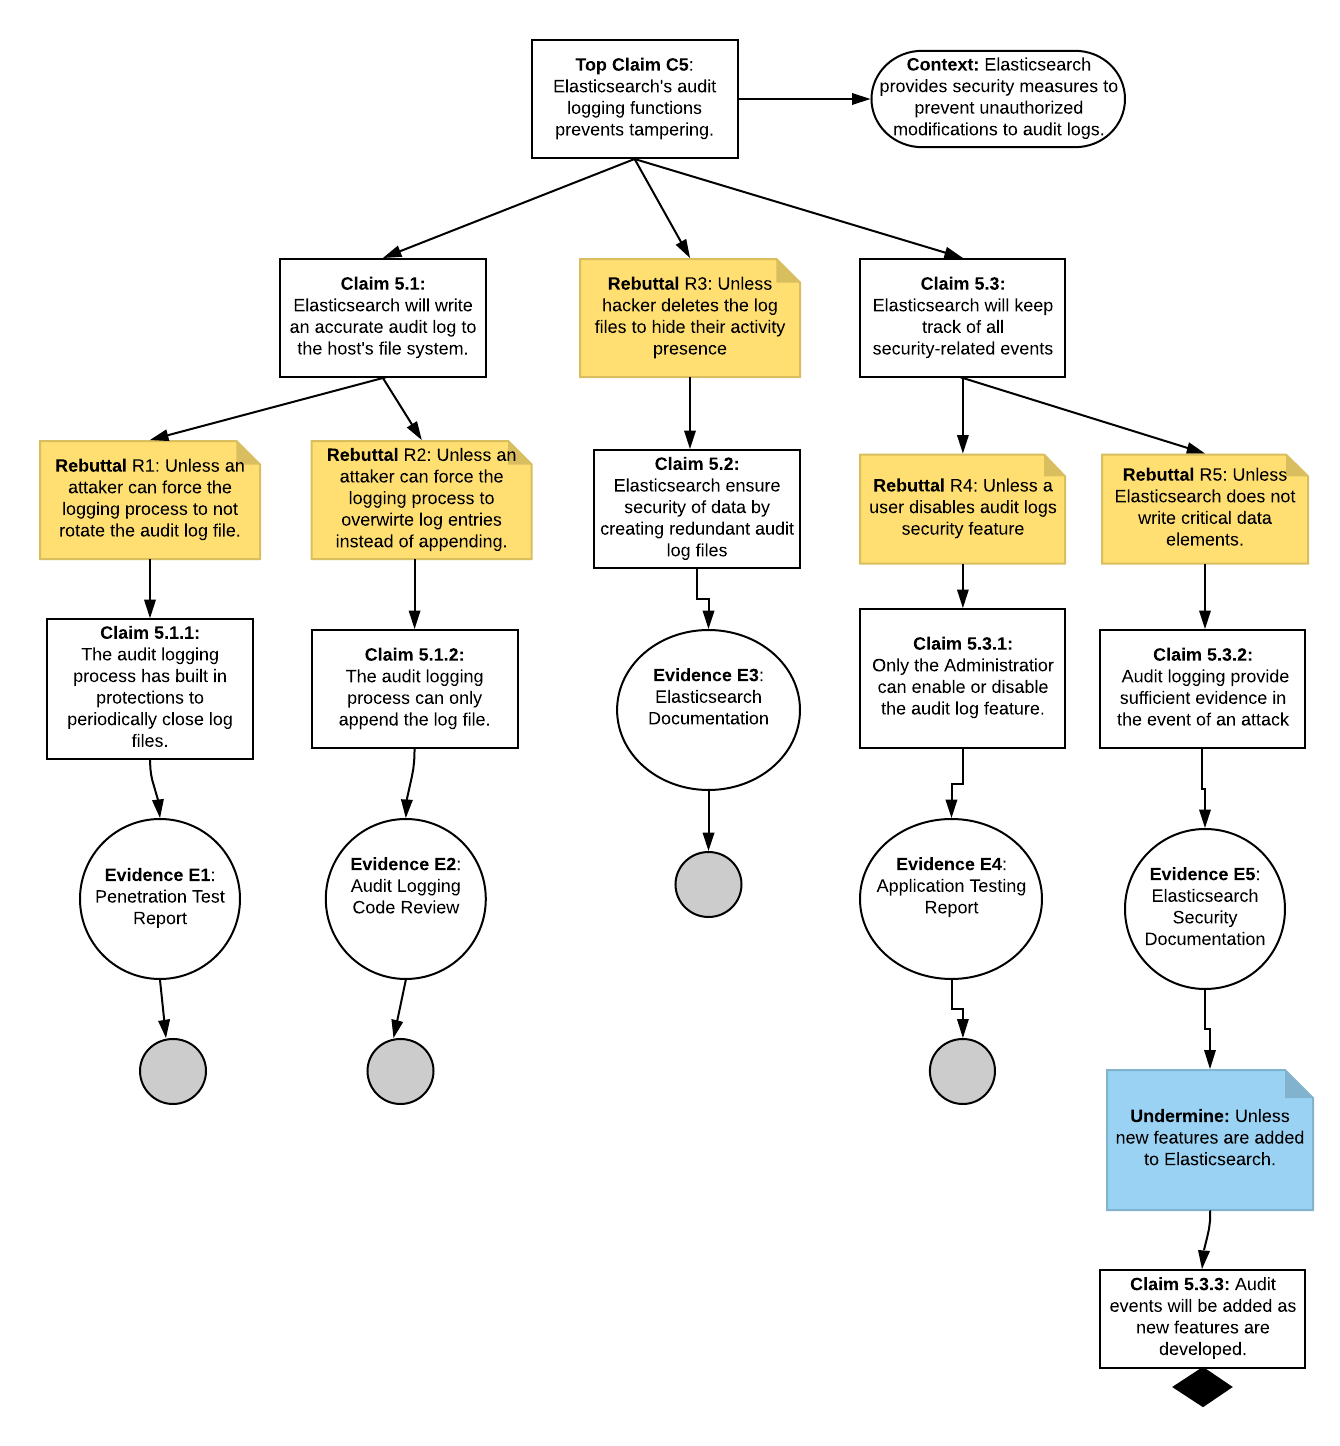 Top Claim C5:
Elasticsearch's audit
logging functions
prevents tampering.
Context: Elasticsearch
provides security measures to
prevent unauthorized
modifications to audit logs.
Claim 5.1:
Elasticsearch will write
an accurate audit log to
the host's file system.
Rebuttal R3: Unless
hacker deletes the log
files to hide their activity
presence
Claim 5.3:
Elasticsearch will keep
track of all
security-related events
Rebuttal R1: Unless an
attaker can force the
logging process to not
rotate the audit log file.
Rebuttal R2: Unless an
attaker can force the
logging process to
overwirte log entries
instead of appending.
Claim 5.2:
Elasticsearch ensure
security of data by
creating redundant audit
log files
Rebuttal R4: Unless a
user disables audit logs
security feature
Rebuttal R5: Unless
Elasticsearch does not
write critical data
elements.
Claim 5.1.1:
The audit logging
process has built in
protections to
periodically close log
files.
Claim 5.1.2:
The audit logging
process can only
append the log file.
Evidence E3:
Elasticsearch
Documentation
Claim 5.3.1:
Only the Administratior
can enable or disable
the audit log feature.
Claim 5.3.2:
Audit logging provide
sufficient evidence in
the event of an attack
Evidence E1:
Penetration Test
Report
Evidence E2:
Audit Logging
Code Review
Evidence E4:
Application Testing
Report
Evidence E5:
Elasticsearch
Security
Documentation
Undermine: Unless
new features are added
to Elasticsearch.
Claim 5.3.3: Audit
events will be added as
new features are
developed.